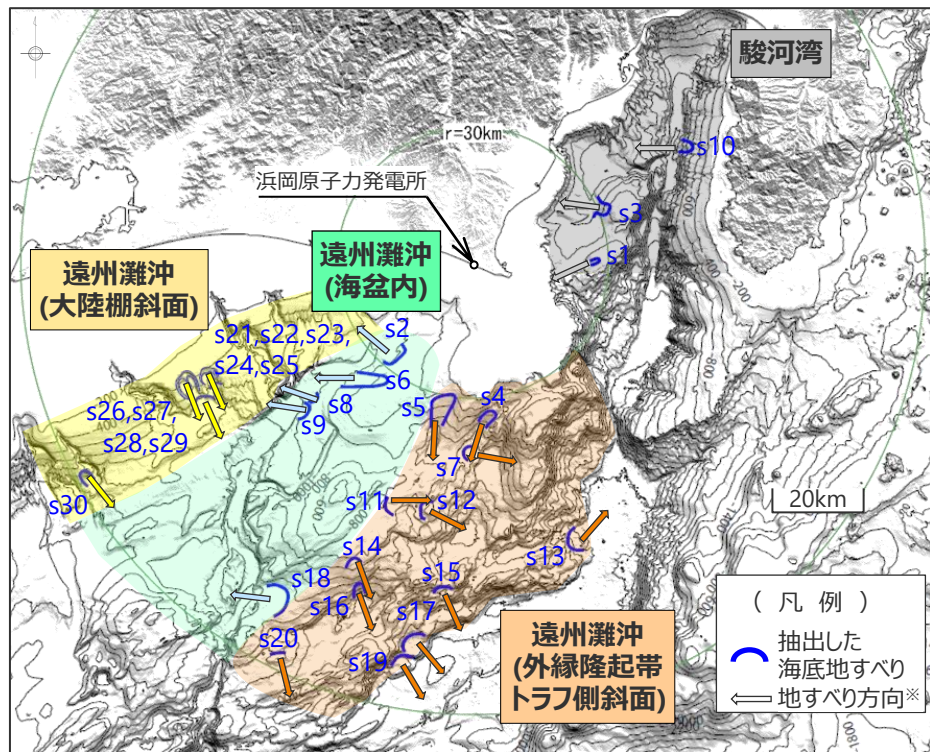 駿河湾
r=30km
s10
浜岡原子力発電所
s3
s1
遠州灘沖
(海盆内)
遠州灘沖
(大陸棚斜面)
s21,s22,s23,
s24,s25
s2
s6
s8
s9
s26,s27,
s28,s29
s5
s4
s7
s30
s11
s12
20km
s13
s14
s18
s16
s15
s17
s20
s19
遠州灘沖
(外縁隆起帯
トラフ側斜面)
( 凡 例 )
抽出した
海底地すべり
地すべり方向※